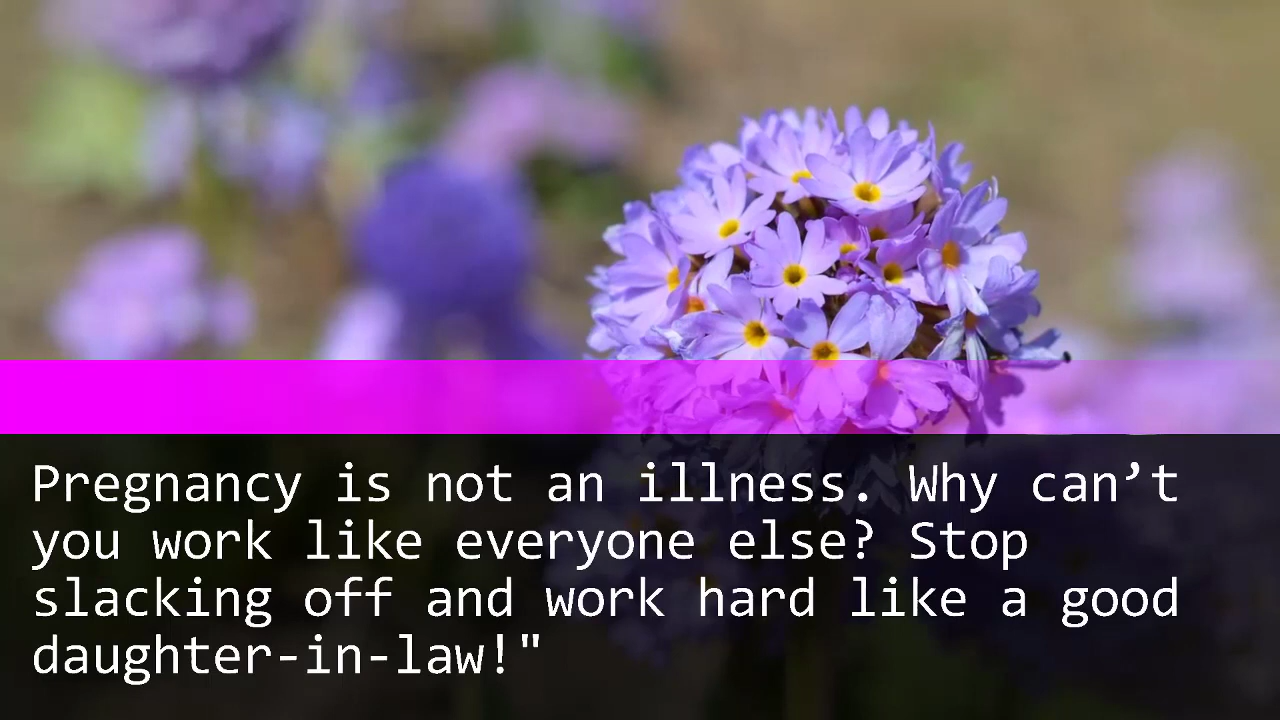 Pregnancy is not an illness. Why can’t
you work like everyone else? Stop
slacking off and work hard like a good
daughter-in-law!"